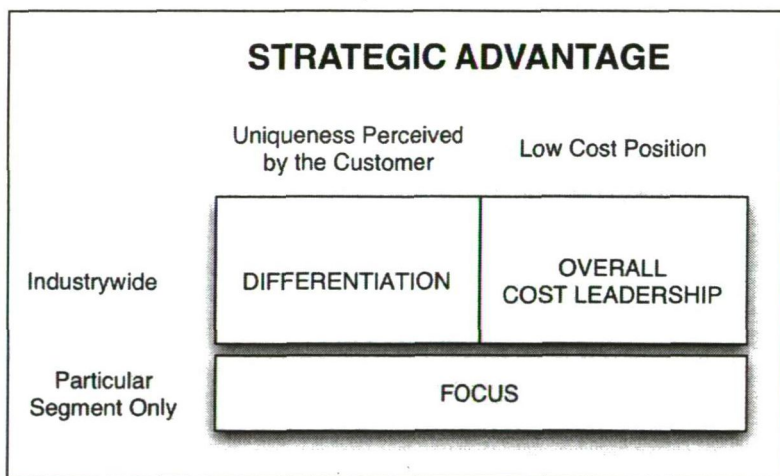 STRATEGIC ADVANTAGE
Uniqueness Perceived
by the Customer
Low Cost Position
Industrywide
DIFFERENTIATION
OVERALL
COST LEADERSHIP
Particular
Segment Only
FOCUS